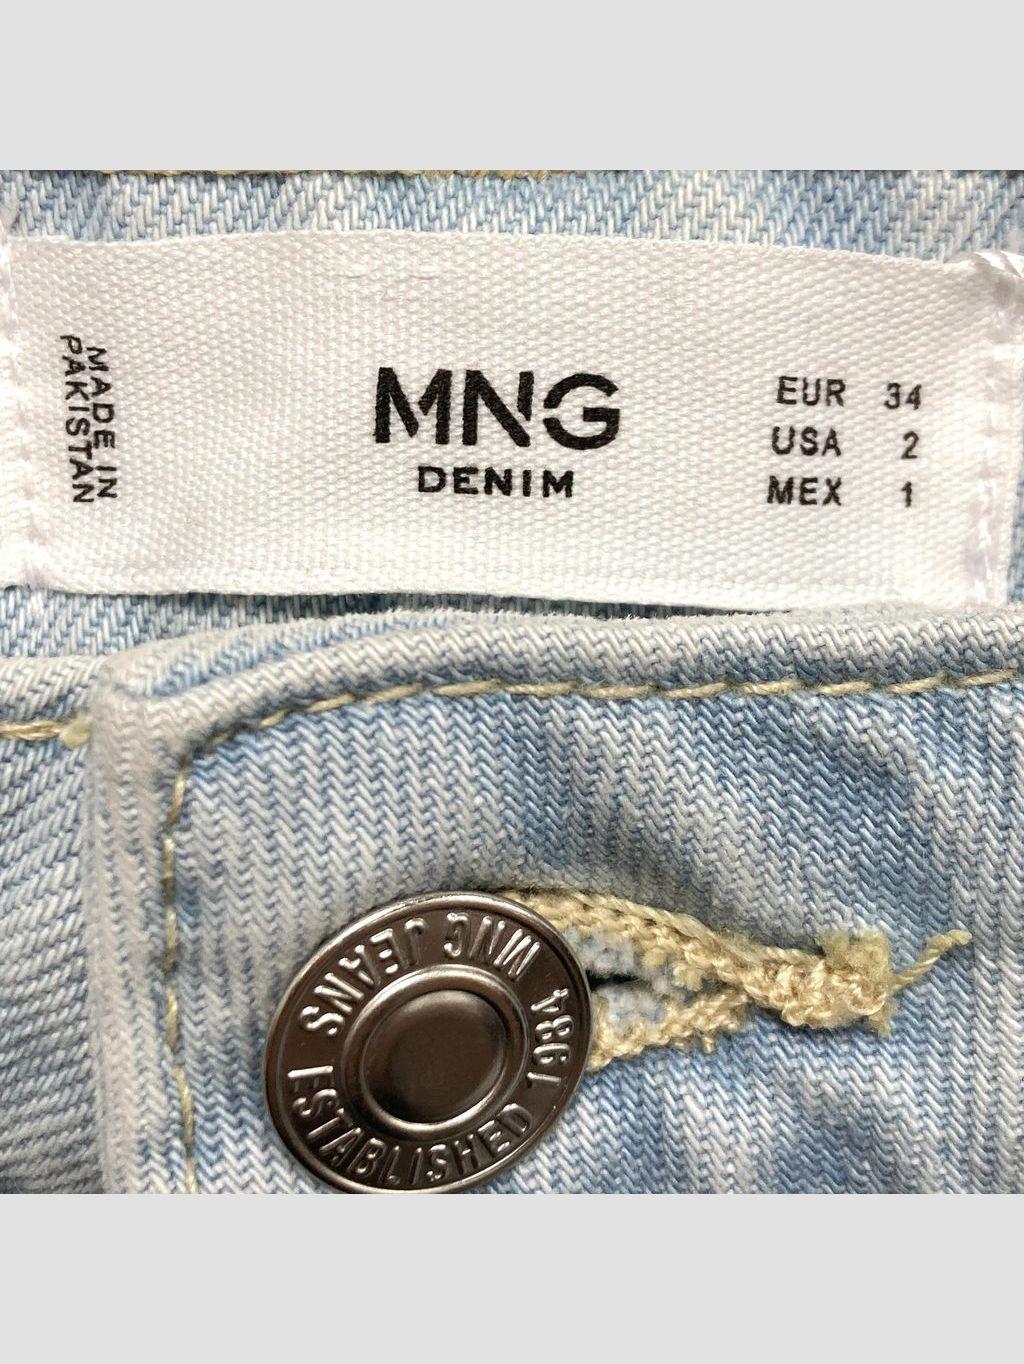 MADE IN
PAKISTAN
MNG
DENIM
EUR 34
USA 2
MEX 1
MNG JEANS
ESTABLISHED 1984